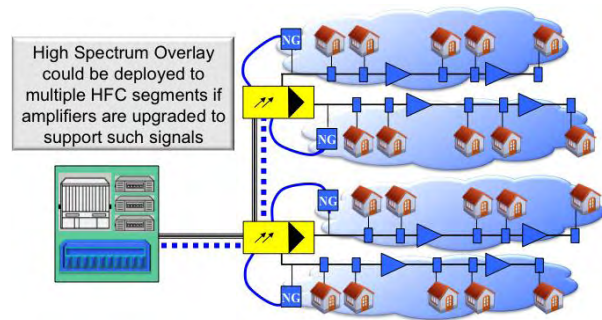 High Spectrum Overlay
could be deployed to
multiple HFC segments if
amplifiers are upgraded to
support such signals
NG
NG
NG
NG